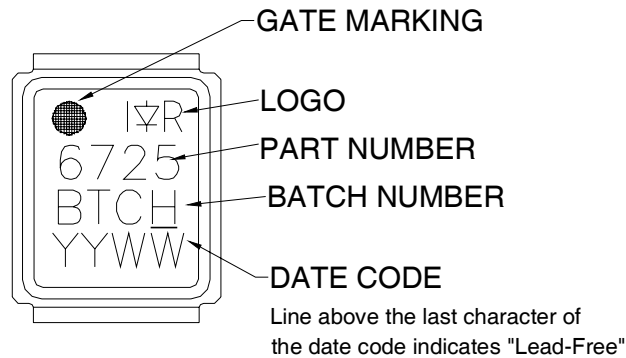 GATE MARKING
I R
LOGO
6725
PART NUMBER
BTCH
BATCH NUMBER
YYWW
DATE CODE
Line above the last character of
the date code indicates "Lead-Free"